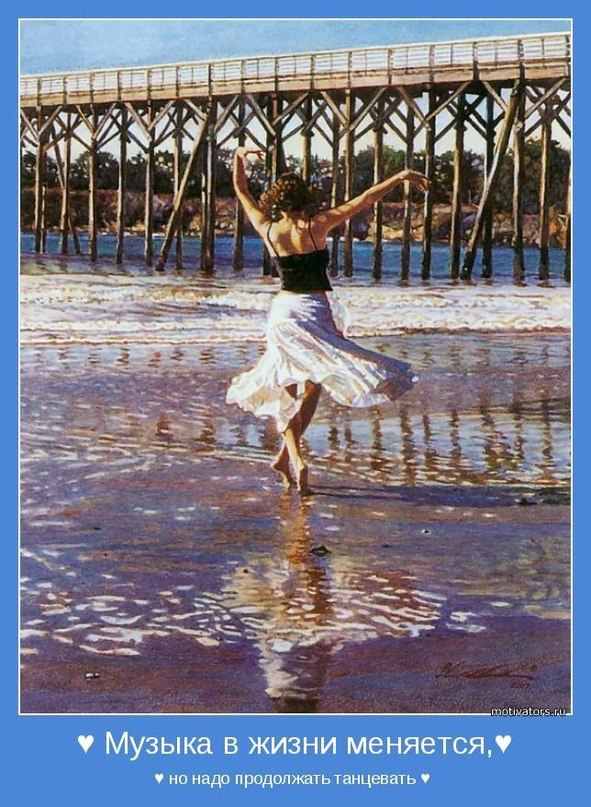 motivators.ru
♥ Музыка в жизни меняется,♥
♥ но надо продолжать танцевать ♥